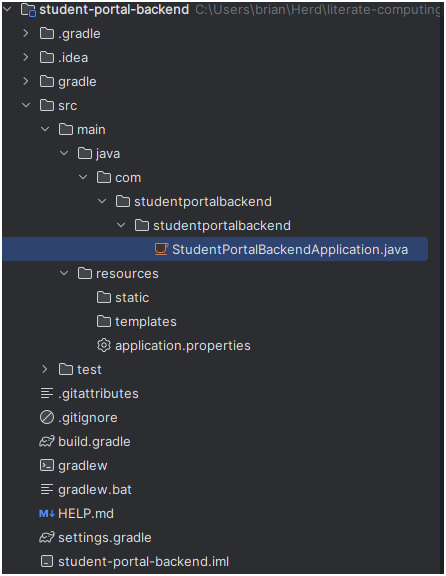 student-portal-backend C:\Users\brian\Herd\literate-computing
.gradle
.idea
gradle
src
main
java
com
studentportalbackend
studentportalbackend
StudentPortalBackendApplication.java
resources
static
templates
application.properties
test
.gitattributes
.gitignore
build.gradle
gradlew
gradlew.bat
M↓ HELP.md
settings.gradle
student-portal-backend.iml